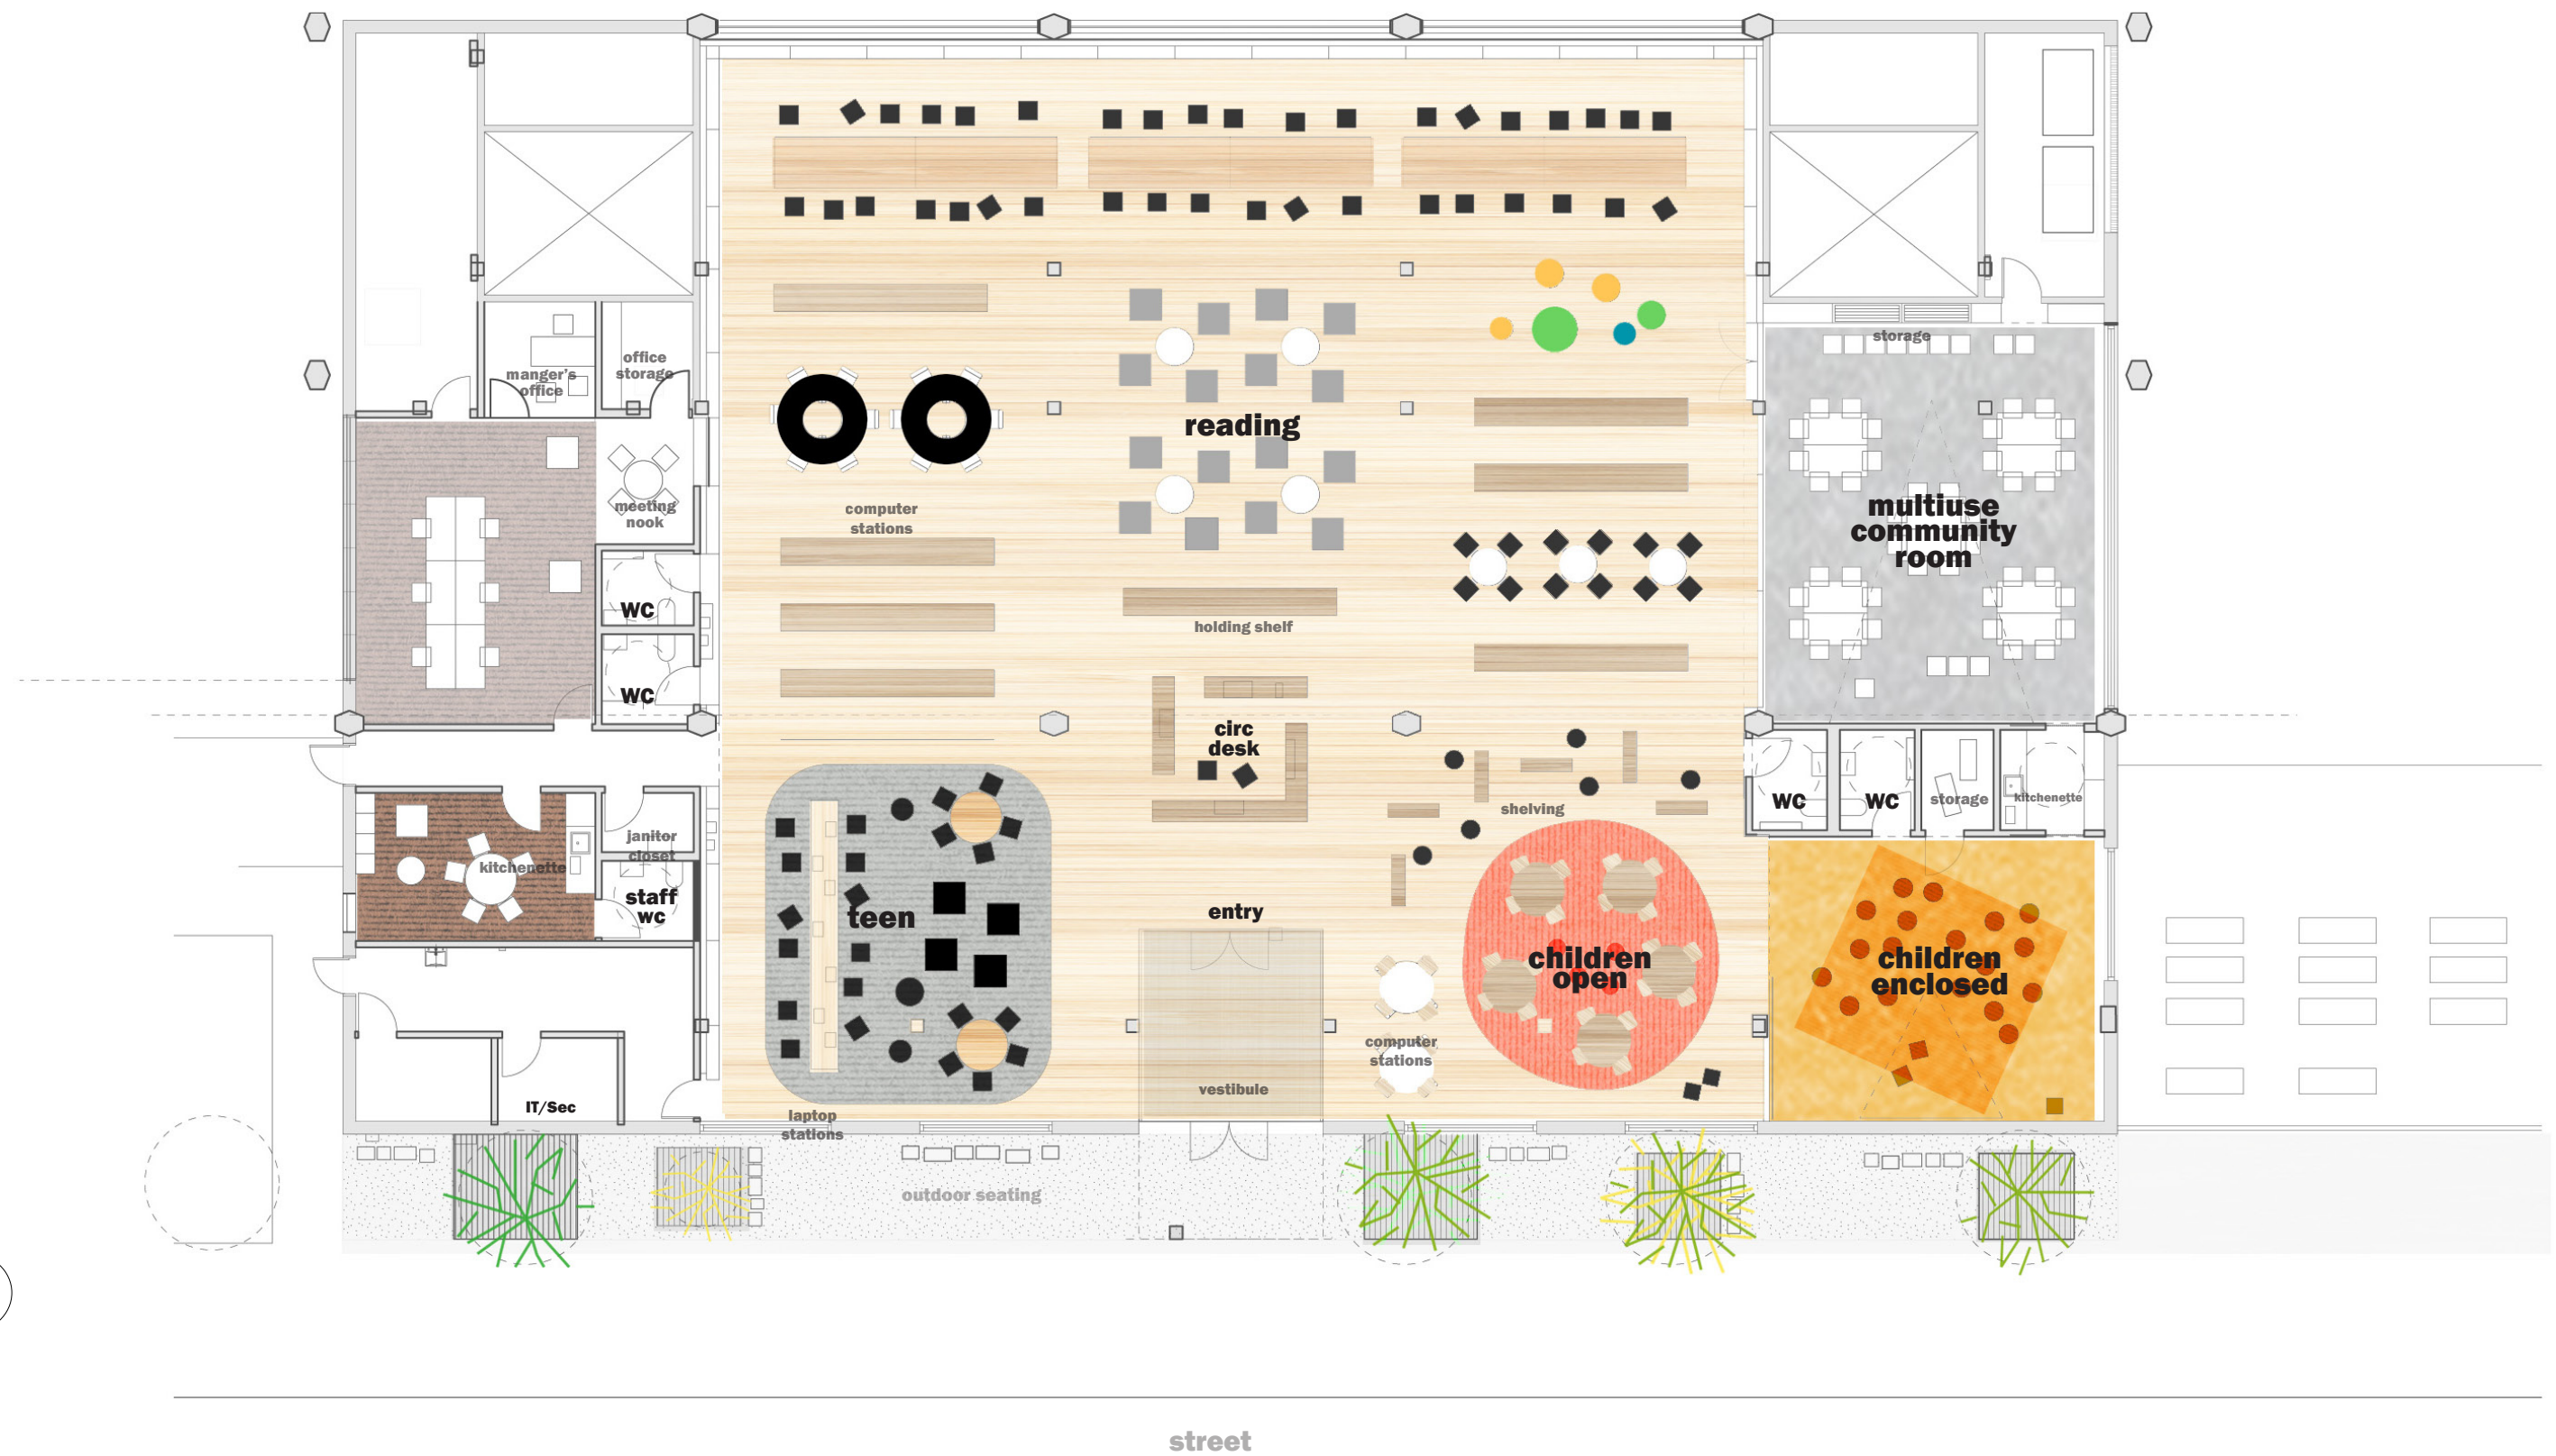 storage
office
storage
manger's
office
reading
meeting
nook
computer
stations
multiuse
community
room
WC
holding shelf
WC
circ
desk
WC
WC
storage
kitchenette
shelving
janitor
closet
kitchenette
staff
wc
teen
entry
children
open
children
enclosed
computer
stations
vestibule
IT/Sec
laptop
stations
outdoor seating
street